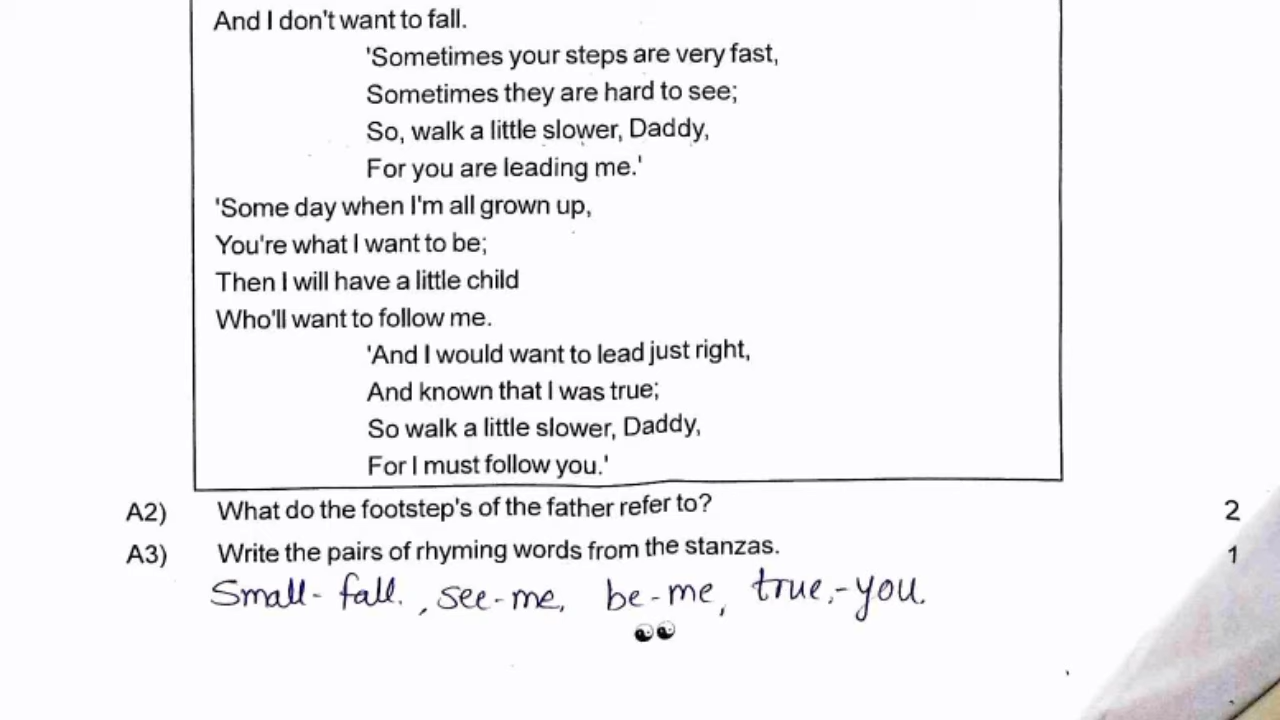 And I don't want to fall.
'Sometimes your steps are very fast,
Sometimes they are hard to see;
So, walk a little slower, Daddy,
For you are leading me.'
'Some day when I'm all grown up,
You're what I want to be;
Then I will have a little child
Who'll want to follow me.
'And I would want to lead just right,
And known that I was true;
So walk a little slower, Daddy,
For I must follow you.'
A2) What do the footstep's of the father refer to? 2
A3) Write the pairs of rhyming words from the stanzas. 1
Small - fall. , see - me, be - me, true, - you.